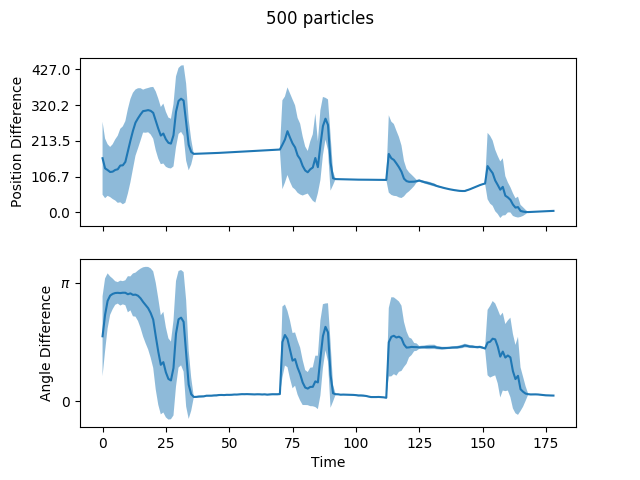 500 particles
427.0
320.2
213.5
106.7
0.0
Position Difference
π
0
Angle Difference
0 25 50 75 100 125 150 175
Time